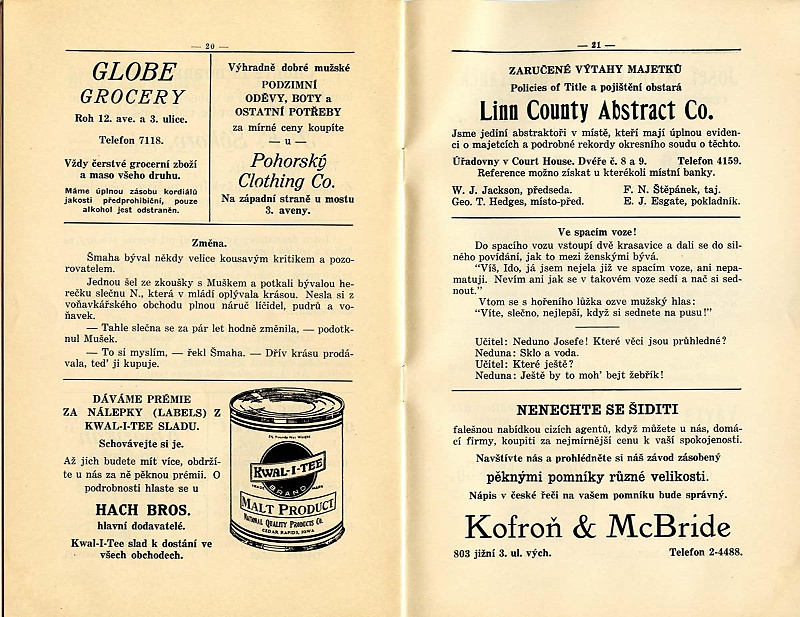 — 20 —
GLOBE
GROCERY
Roh 12. ave. a 3. ulice.
Telefon 7118.
Vždy čerstvé grocerní zboží
a maso všeho druhu.
Máme úplnou zásobu kordiálů
jakosti předprohibiční, pouze
alkohol jest odstraněn.
Výhradně dobré mužské
PODZIMNÍ
ODĚVY, BOTY a
OSTATNÍ POTŘEBY
za mírné ceny koupíte
— u —
Pohorský
Clothing Co.
Na západní straně u mostu
3. aveny.
Změna.
Šmaha býval někdy velice kousavým kritikem a pozo-
rovatelem.
Jednou šel ze zkoušky s Muškem a potkali bývalou he-
rečku slečnu N., která v mládí oplývala krásou. Nesla si z
voňavkářského obchodu plnou náruč líčidel, pudrů a vo-
ňavek.
— Tahle slečna se za pár let hodně změnila, — podotk-
nul Mušek.
— To si myslím, — řekl Šmaha. — Dřív krásu prodá-
vala, teď ji kupuje.
DÁVÁME PRÉMIE
ZA NÁLEPKY (LABELS) Z
KWAL-I-TEE SLADU.
Schovávejte si je.
Až jich budete mít více, obdrží-
te u nás za ně pěknou prémii. O
podrobnosti hlaste se u
HACH BROS.
hlavní dodavatelé.
Kwal-I-Tee slad k dostání ve
všech obchodech.
2½ Pounds Net Weight
KWAL-I-TEE
TRADE MARK
BRAND
MALT PRODUCT
NATIONAL QUALITY PRODUCTS CO.
CEDAR RAPIDS, IOWA
— 21 —
ZARUČENÉ VÝTAHY MAJETKŮ
Policies of Title a pojištění obstará
Linn County Abstract Co.
Jsme jediní abstraktoři v místě, kteří mají úplnou eviden-
ci o majetcích a podrobné rekordy okresního soudu o těchto.
Úřadovny v Court House. Dvéře č. 8 a 9. Telefon 4159.
Reference možno získat u kterékoli místní banky.
W. J. Jackson, předseda. F. N. Štěpánek, taj.
Geo. T. Hedges, místo-před. E. J. Esgate, pokladník.
Ve spacím voze!
Do spacího vozu vstoupí dvě krasavice a dali se do sil-
ného povídání, jak to mezi ženskými bývá.
"Víš, Ido, já jsem nejela již ve spacím voze, ani nepa-
matuji. Nevím ani jak se v takovém voze sedí a nač si sed-
nout."
Vtom se s hořeního lůžka ozve mužský hlas:
"Víte, slečno, nejlepší, když si sednete na pusu!"
Učitel: Neduno Josefe! Které věci jsou průhledné?
Neduna: Sklo a voda.
Učitel: Které ještě?
Neduna: Ještě by to moh' bejt žebřík!
NENECHTE SE ŠIDITI
falešnou nabídkou cizích agentů, když můžete u nás, domá-
cí firmy, koupiti za nejmírnější cenu k vaší spokojenosti.
Navštivte nás a prohlédněte si náš závod zásobený
pěknými pomníky různé velikosti.
Nápis v české řeči na vašem pomníku bude správný.
Kofroň & McBride
803 jižní 3. ul. vých. Telefon 2-4488.